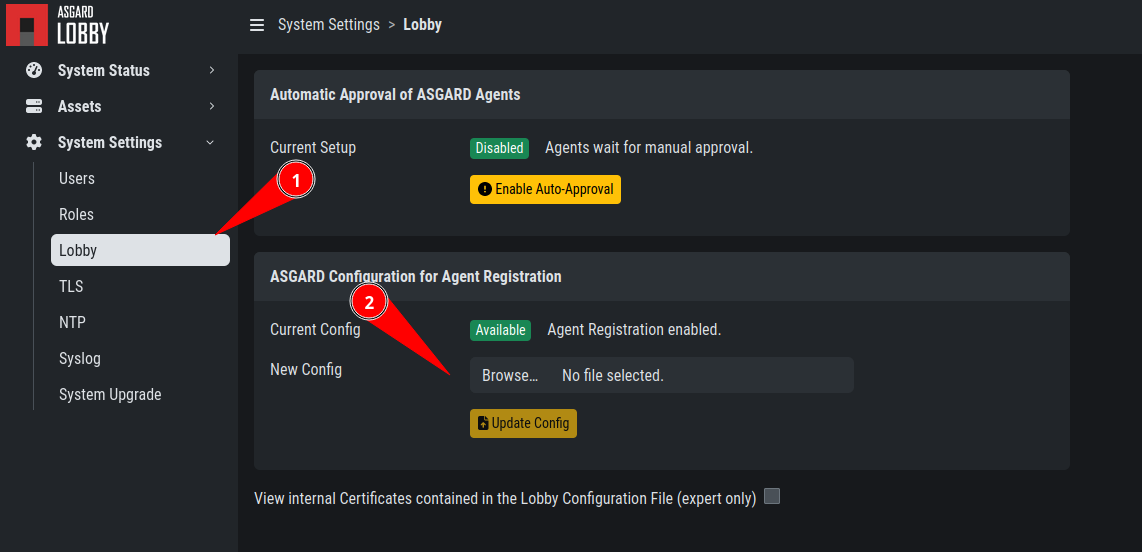 ASGARD
LOBBY
System Settings > Lobby
System Status
Assets
System Settings
Users
Roles
Lobby
TLS
NTP
Syslog
System Upgrade
Automatic Approval of ASGARD Agents
Current Setup
Disabled Agents wait for manual approval.
Enable Auto-Approval
1
ASGARD Configuration for Agent Registration
2
Current Config
Available Agent Registration enabled.
New Config
Browse... No file selected.
Update Config
View internal Certificates contained in the Lobby Configuration File (expert only)